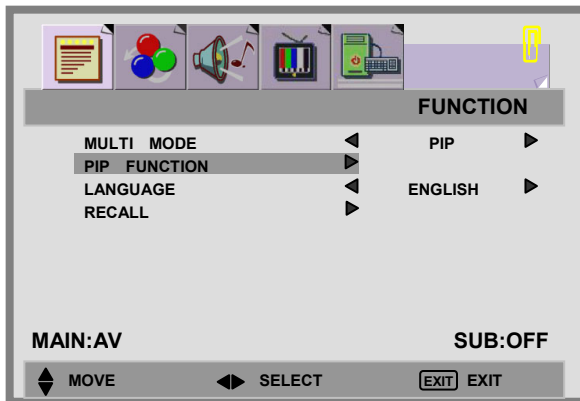 FUNCTION
MULTI MODE PIP
PIP FUNCTION
LANGUAGE ENGLISH
RECALL
MAIN:AV SUB:OFF
MOVE SELECT EXIT EXIT